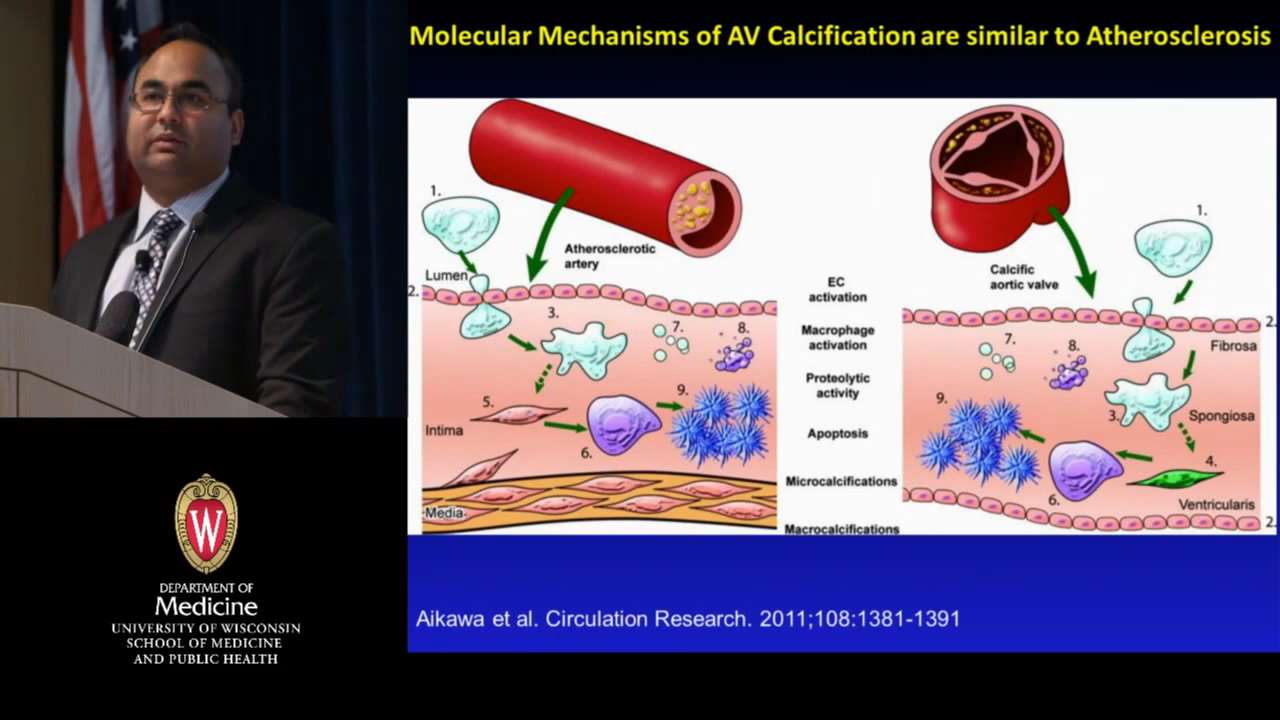 Molecular Mechanisms of AV Calcification are similar to Atherosclerosis
1.
Lumen
2.
Atherosclerotic
artery
3.
7.
8.
5.
9.
Intima
6.
Media
EC
activation
Macrophage
activation
Proteolytic
activity
Apoptosis
Microcalcifications
Macrocalcifications
1.
Calcific
aortic valve
2.
Fibrosa
7.
8.
9.
3.
Spongiosa
4.
6.
Ventricularis
2.
Aikawa et al. Circulation Research. 2011;108:1381-1391
W
DEPARTMENT OF
Medicine
UNIVERSITY OF WISCONSIN
SCHOOL OF MEDICINE
AND PUBLIC HEALTH